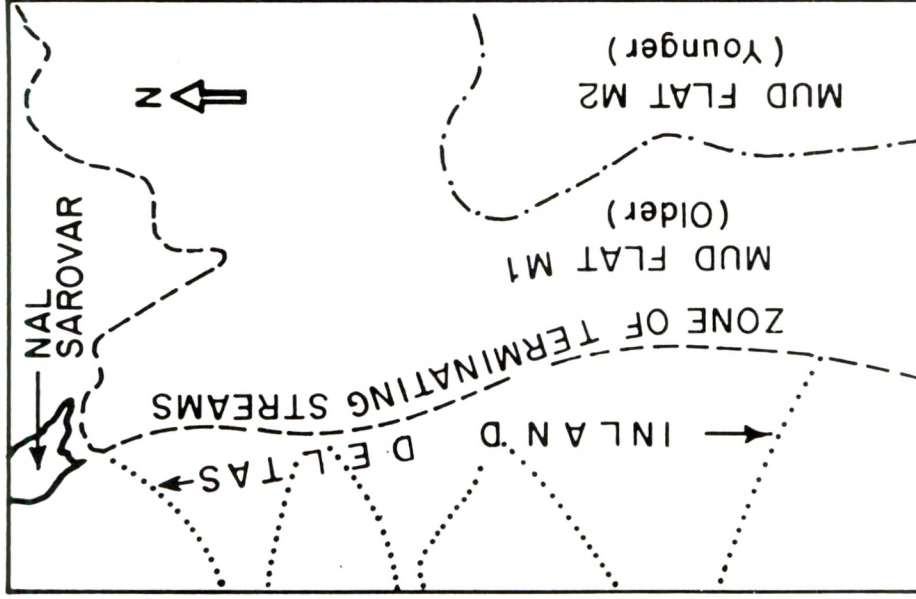 NAL
SAROVAR
N
MUD FLAT M2
(Younger)
MUD FLAT M1
(Older)
ZONE OF TERMINATING STREAMS
INLAND DELTAS